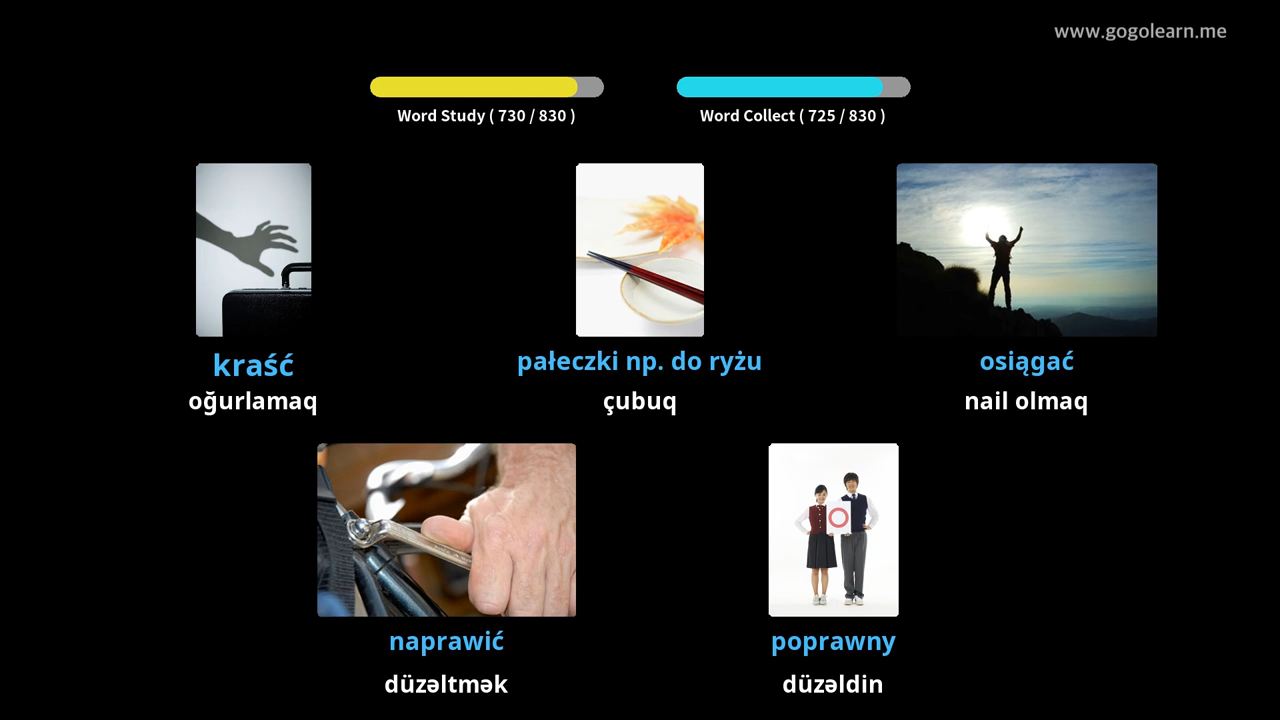 www.gogolearn.me
Word Study ( 730 / 830 )
Word Collect ( 725 / 830 )
kraść
pałeczki np. do ryżu
osiągać
oğurlamaq
çubuq
nail olmaq
naprawić
poprawny
düzəltmək
düzəldin